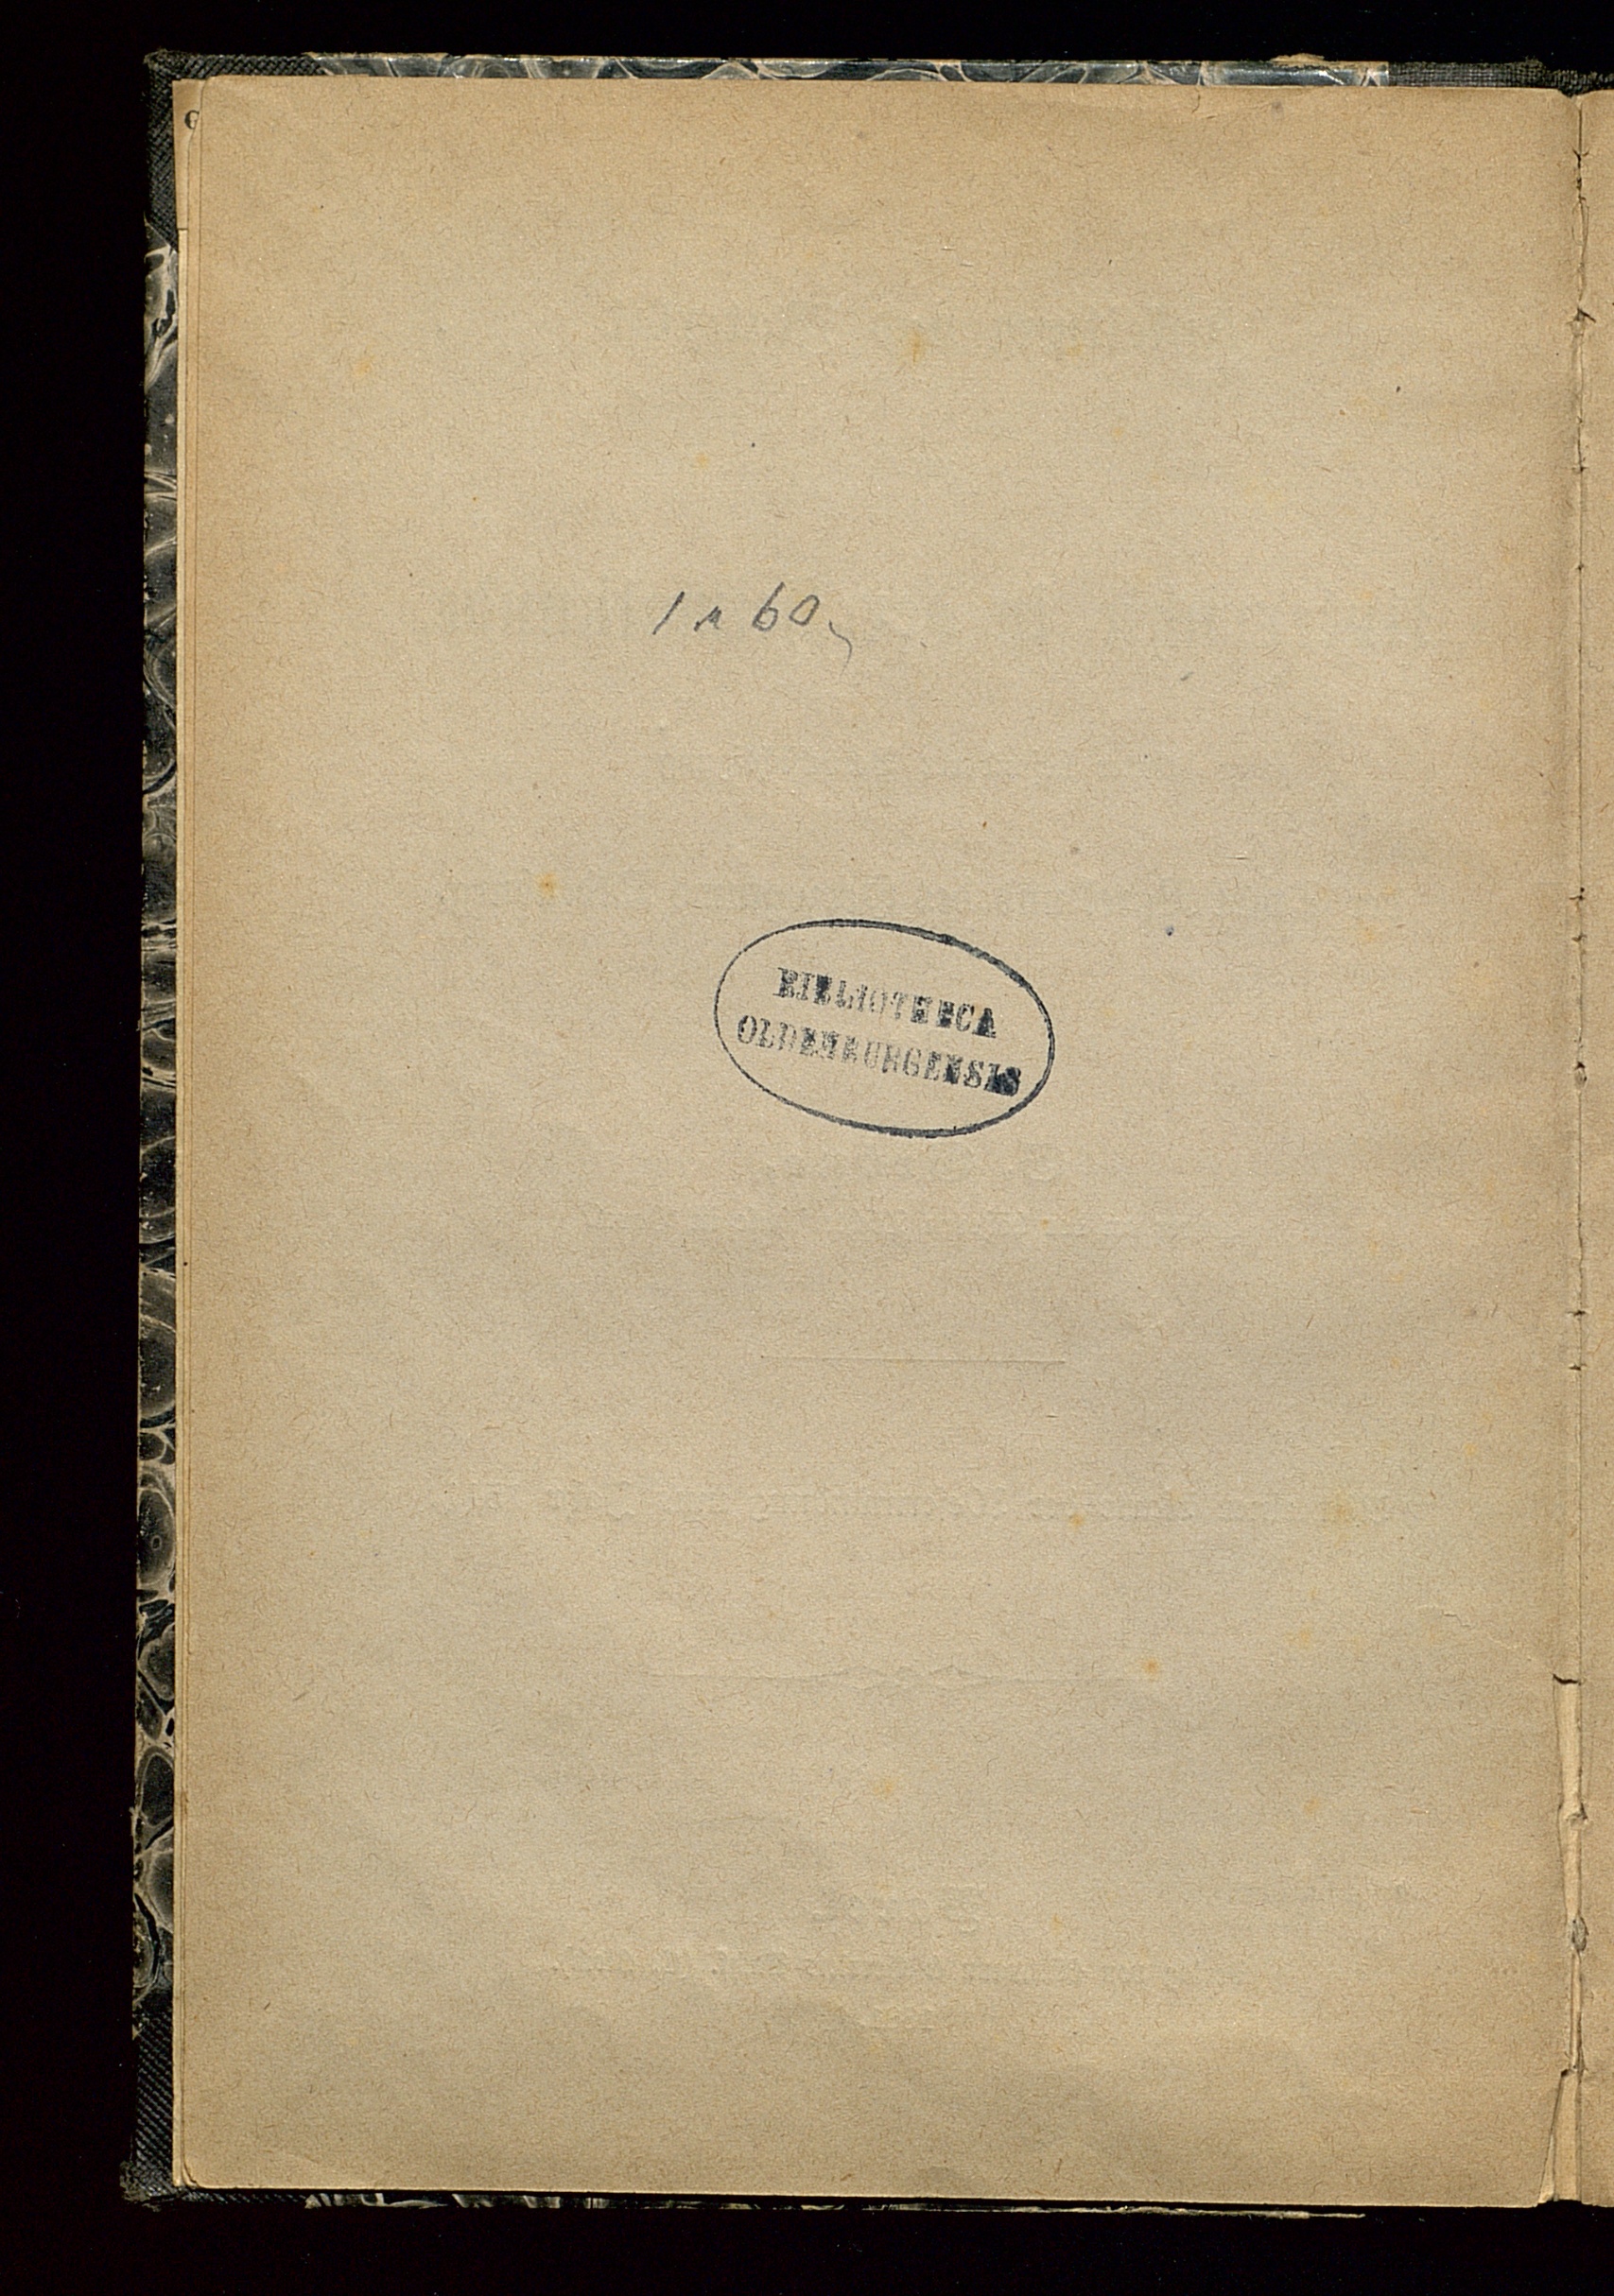 1 n 60
BIBLIOTHECA
OLDENBURGENSIS